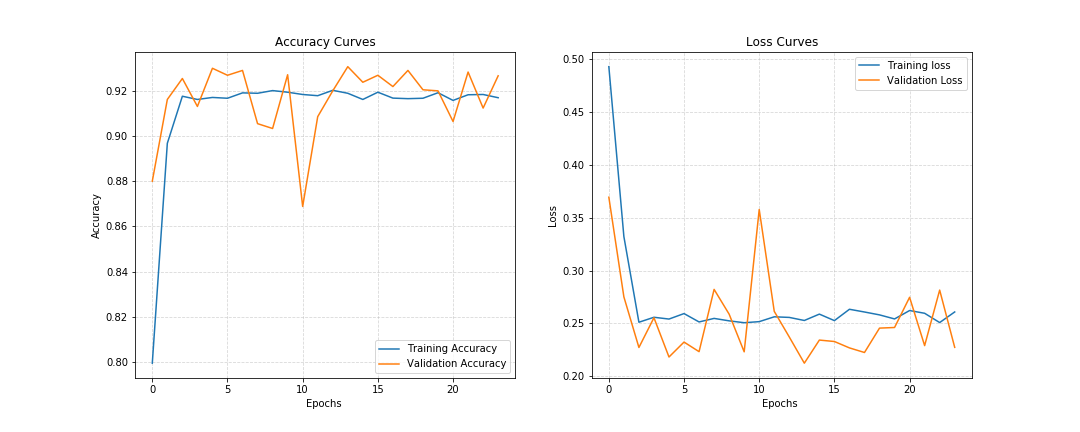 Accuracy Curves
0.92
0.90
0.88
0.86
0.84
0.82
0.80
Accuracy
0 5 10 15 20
Epochs
Training Accuracy
Validation Accuracy
Loss Curves
0.50
0.45
0.40
0.35
0.30
0.25
0.20
Loss
0 5 10 15 20
Epochs
Training loss
Validation Loss